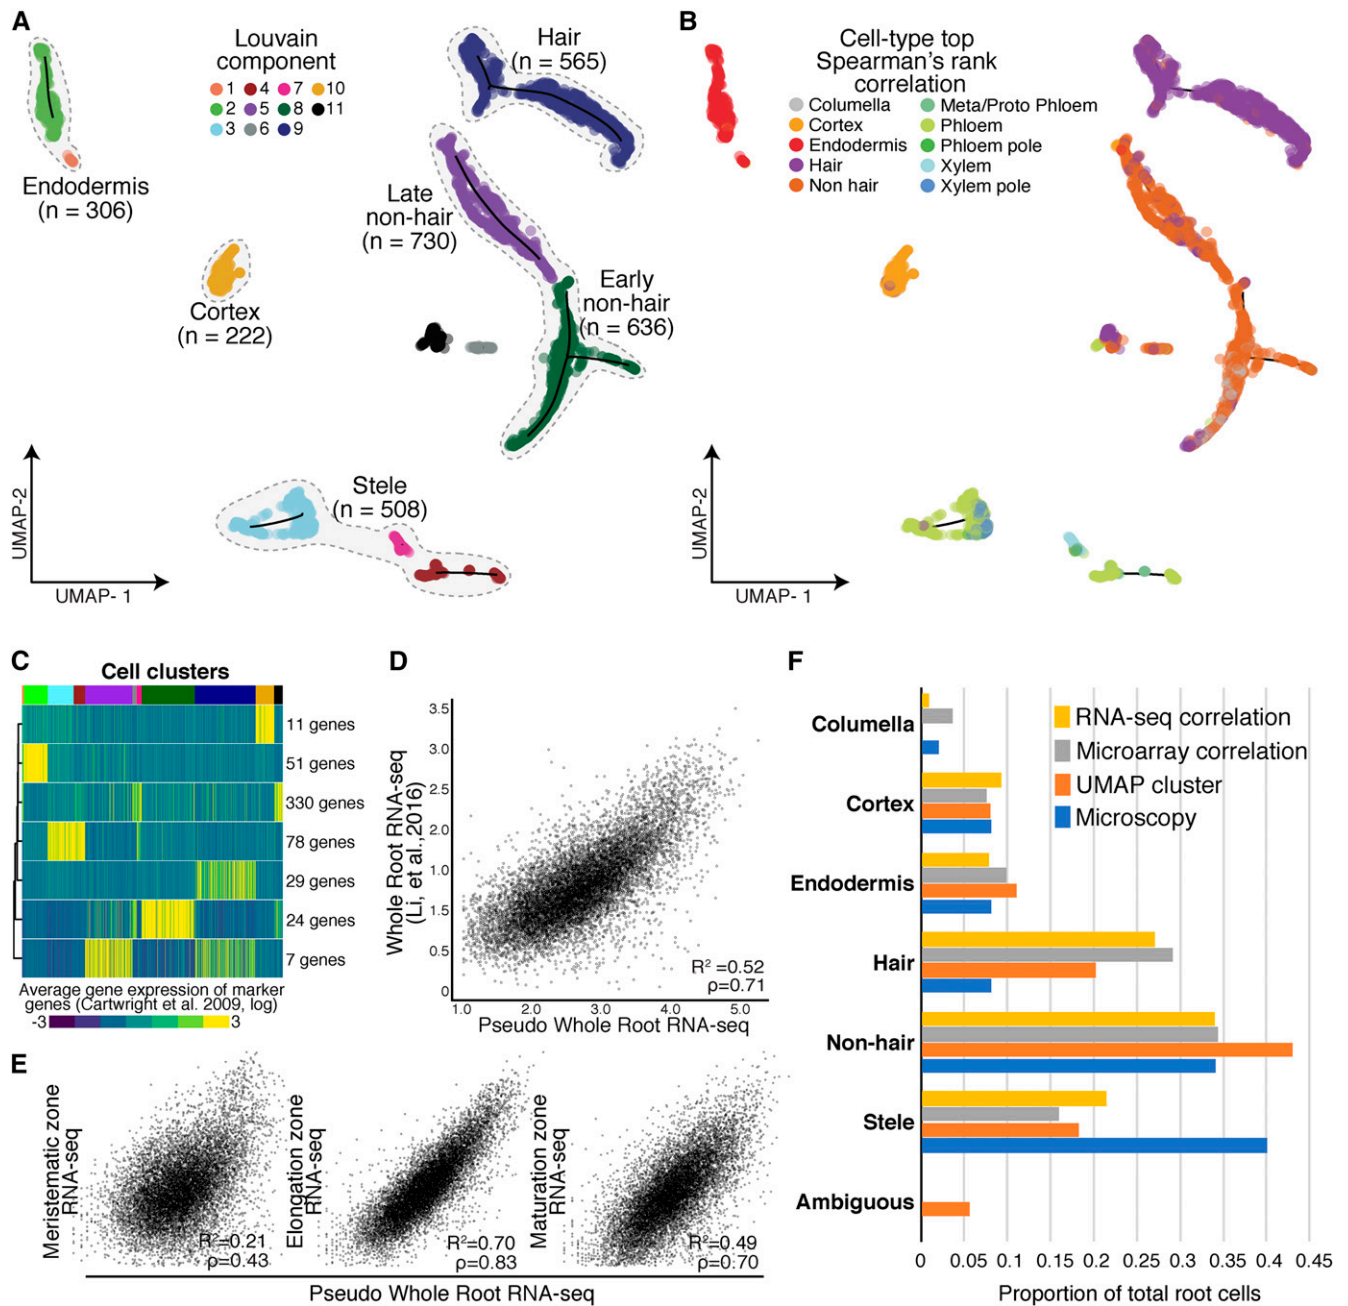 A
Louvain
component
1
4
7
10
2
5
8
11
3
6
9
Hair
(n = 565)
Endodermis
(n = 306)
Late
non-hair
(n = 730)
Cortex
(n = 222)
Early
non-hair
(n = 636)
Stele
(n = 508)
UMAP-2
UMAP- 1
B
Cell-type top
Spearman's rank
correlation
Columella
Cortex
Endodermis
Hair
Non hair
Meta/Proto Phloem
Phloem
Phloem pole
Xylem
Xylem pole
UMAP-2
UMAP- 1
C
Cell clusters
11 genes
51 genes
330 genes
78 genes
29 genes
24 genes
7 genes
Average gene expression of marker
genes (Cartwright et al. 2009, log)
-3
3
D
Whole Root RNA-seq
(Li, et al.,2016)
3.5
3.0
2.5
2.0
1.0
1.5
0.5
0
R² =0.52
ρ=0.71
1.0
2.0
3.0
4.0
5.0
Pseudo Whole Root RNA-seq
E
Meristematic zone
RNA-seq
R²=0.21
ρ=0.43
Elongation zone
RNA-seq
R²=0.70
ρ=0.83
Maturation zone
RNA-seq
R²=0.49
ρ=0.70
Pseudo Whole Root RNA-seq
F
RNA-seq correlation
Microarray correlation
UMAP cluster
Microscopy
Columella
Cortex
Endodermis
Hair
Non-hair
Stele
Ambiguous
0
0.05
0.1
0.15
0.2
0.25
0.3
0.35
0.4
0.45
Proportion of total root cells